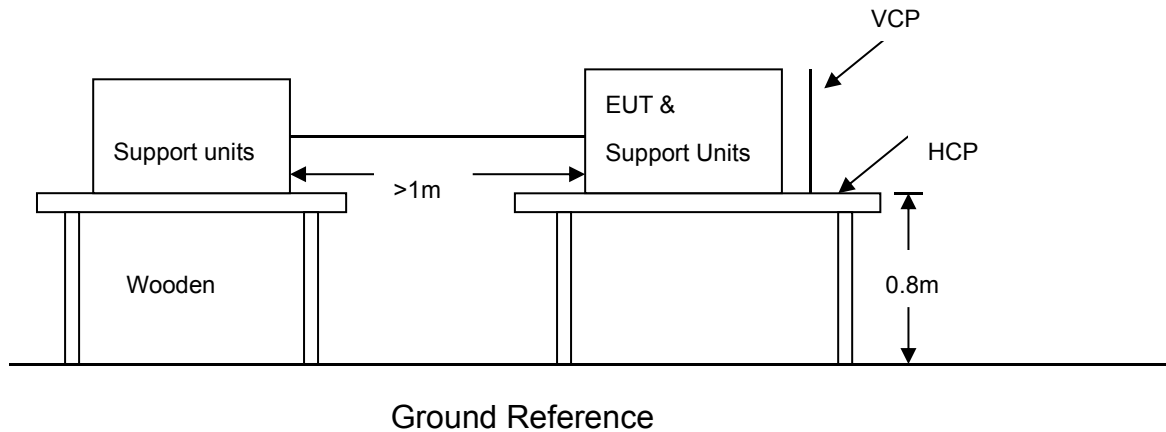 VCP
EUT &
Support units
Support Units
HCP
>1m
Wooden
0.8m
Ground Reference